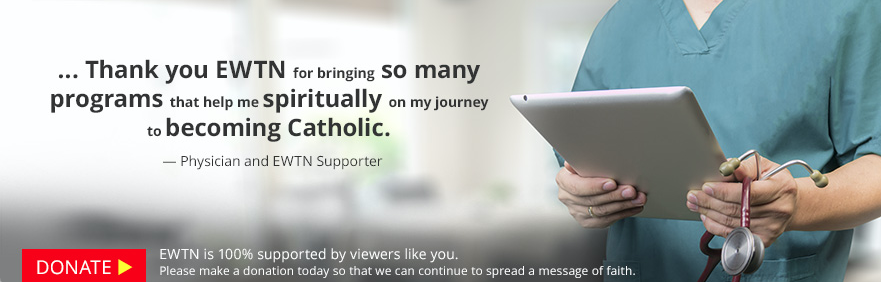 ... Thank you EWTN for bringing so many
programs that help me spiritually on my journey
to becoming Catholic.
— Physician and EWTN Supporter
DONATE
EWTN is 100% supported by viewers like you.
Please make a donation today so that we can continue to spread a message of faith.